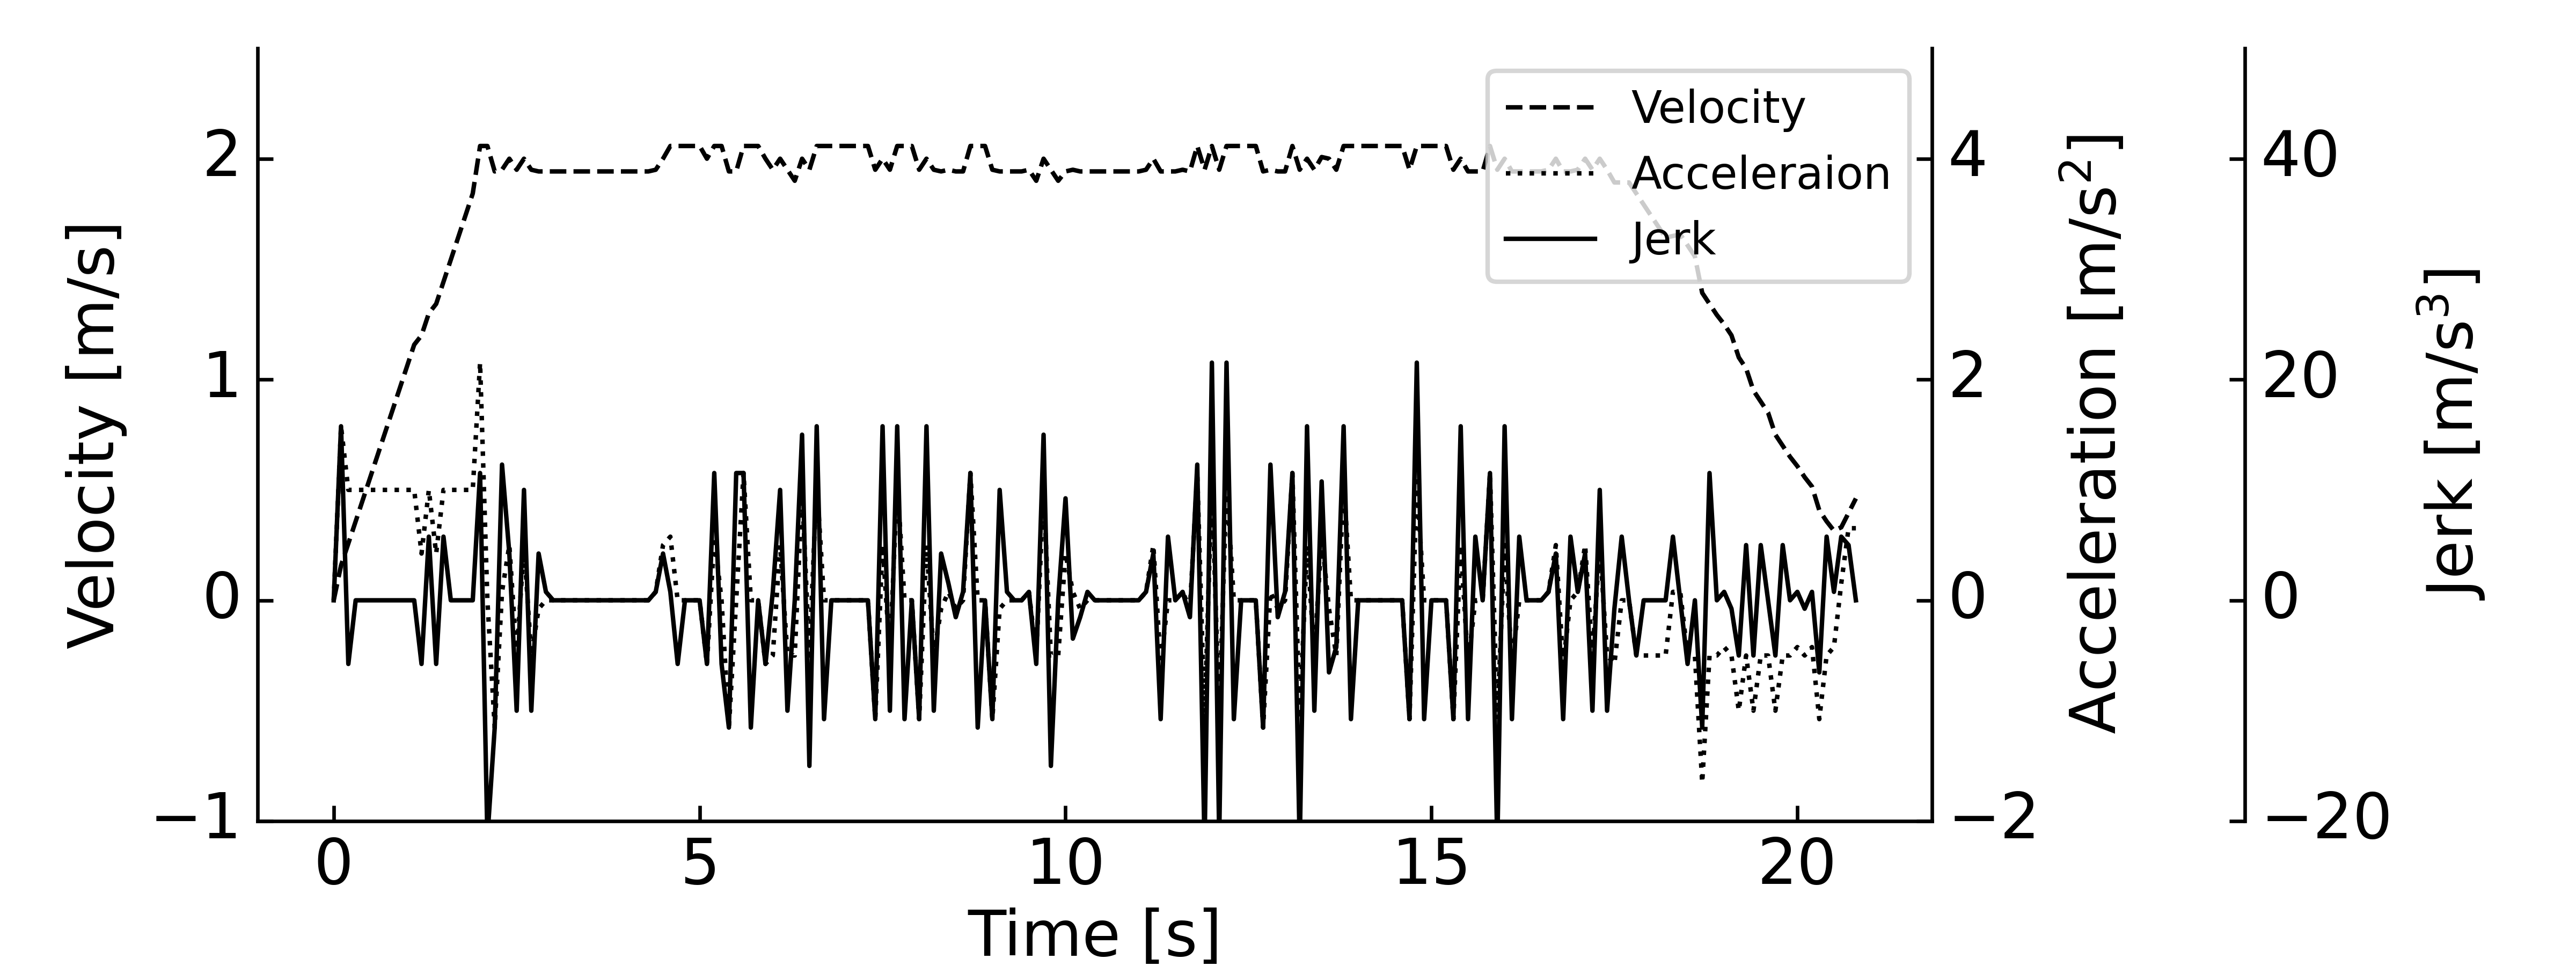 Velocity [m/s]
2
1
0
−1
0 5 10 15 20
Time [s]
Velocity
Acceleraion
Jerk
4
2
0
−2
Acceleration [m/s²]
40
20
0
−20
Jerk [m/s³]